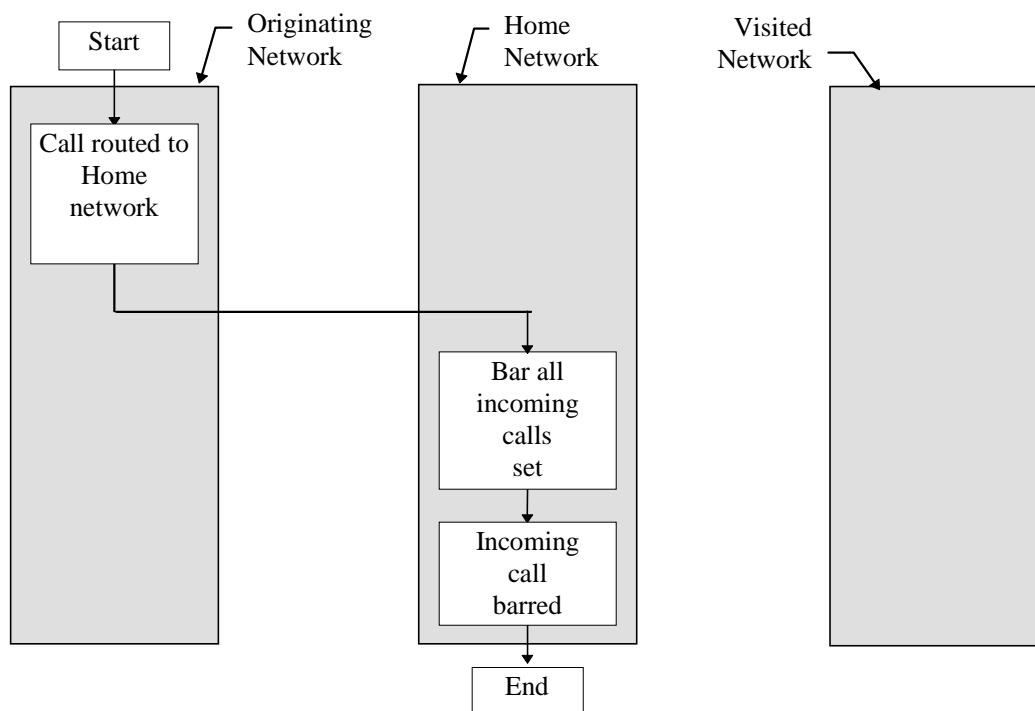 Start
Originating
Network
Home
Network
Visited
Network
Call routed to
Home
network
Bar all
incoming
calls
set
Incoming
call
barred
End